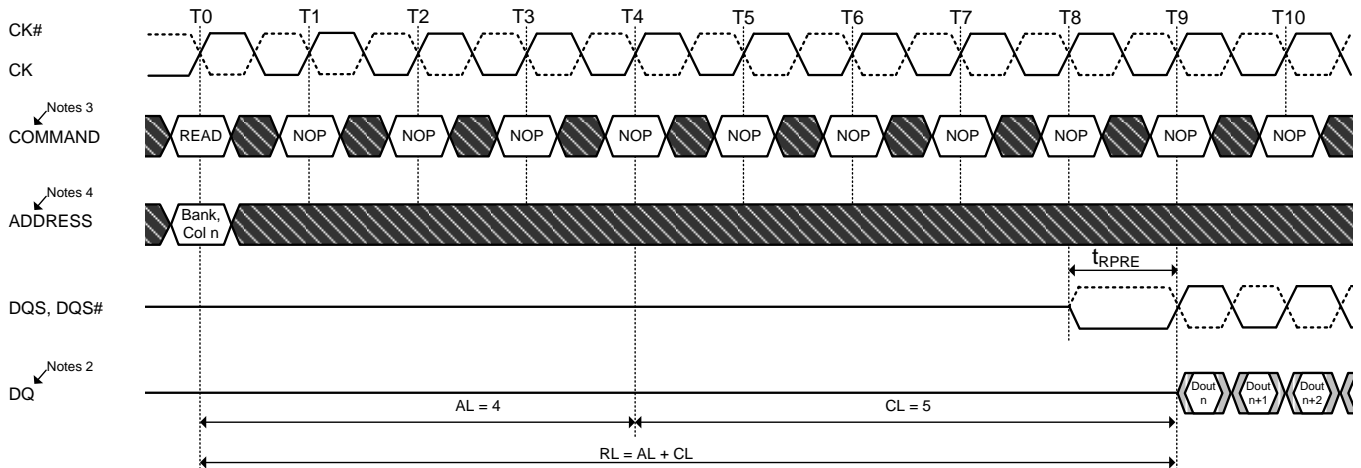 T0 T1 T2 T3 T4 T5 T6 T7 T8 T9 T10
CK#
CK
Notes 3
COMMAND READ NOP NOP NOP NOP NOP NOP NOP NOP NOP NOP
Notes 4
ADDRESS
Bank,
Col n
tRPRE
DQS, DQS#
Notes 2
DQ
Dout
n
Dout
n+1
Dout
n+2
AL = 4 CL = 5
RL = AL + CL